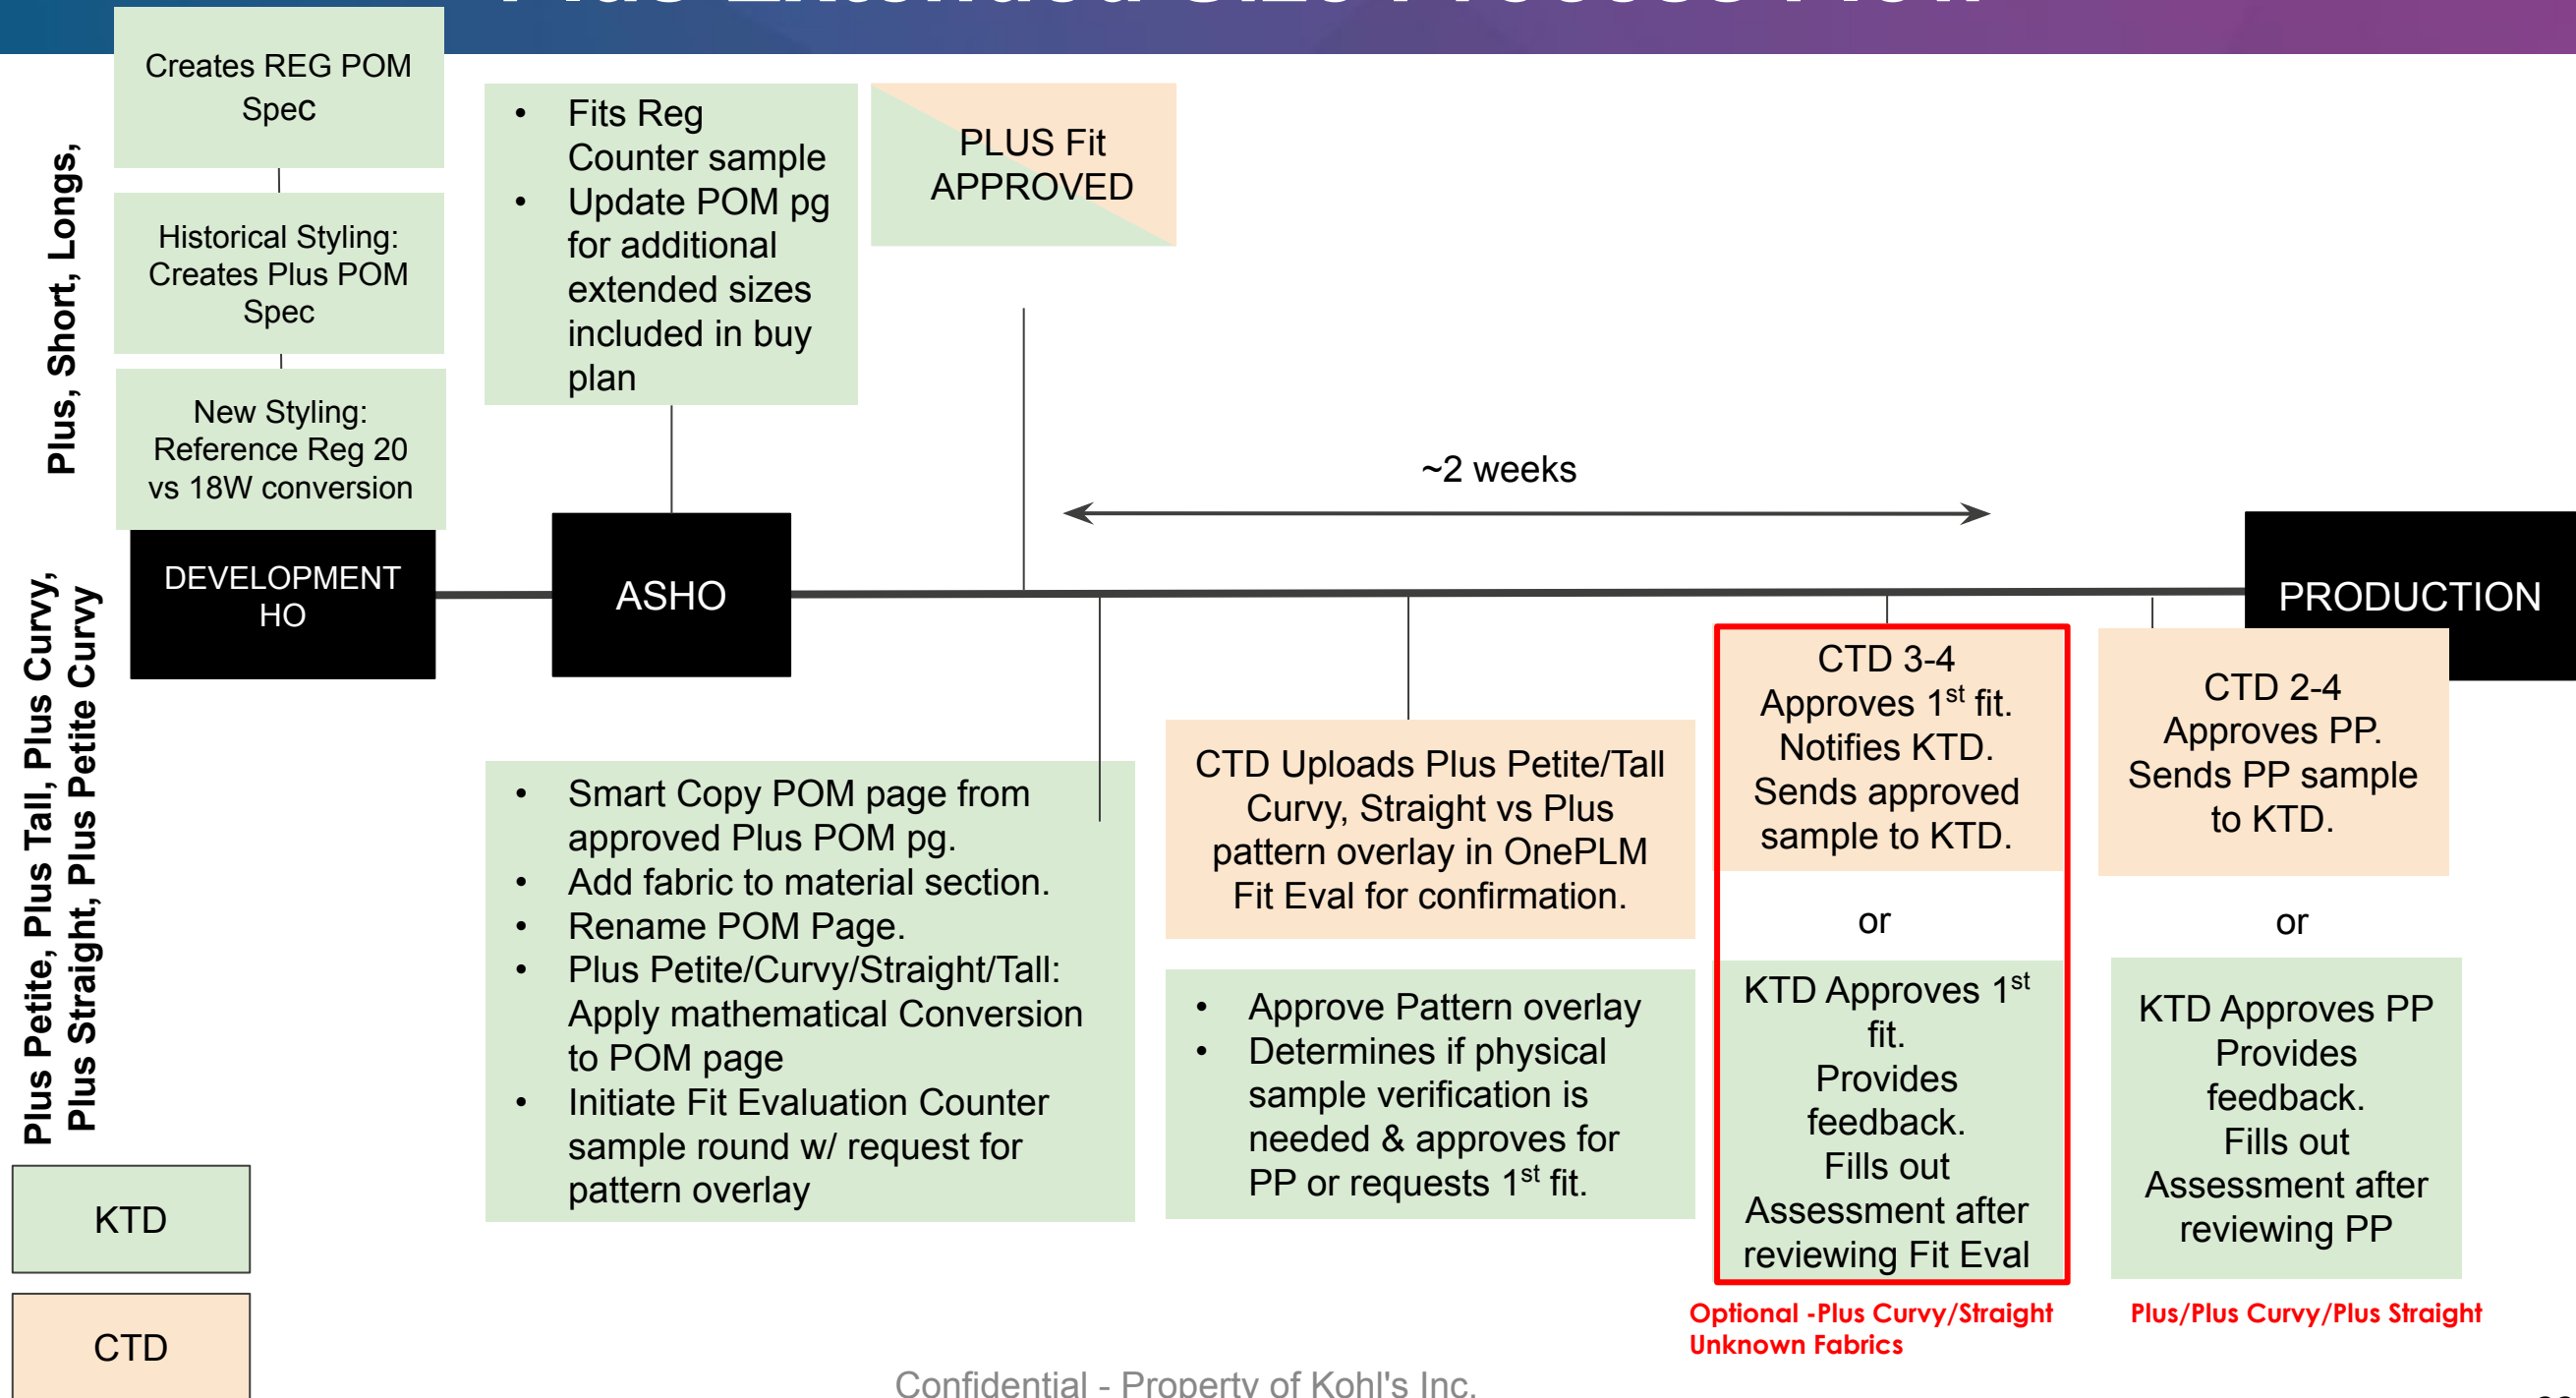 Plus Extended Size Process Flow
Creates REG POM
Spec
Historical Styling:
Creates Plus POM
Spec
New Styling:
Reference Reg 20
vs 18W conversion
Plus, Short, Longs,
• Fits Reg
Counter sample
• Update POM pg
for additional
extended sizes
included in buy
plan
PLUS Fit
APPROVED
~2 weeks
DEVELOPMENT
HO
ASHO
PRODUCTION
Plus Petite, Plus Tall, Plus Curvy,
Plus Straight, Plus Petite Curvy
• Smart Copy POM page from
approved Plus POM pg.
• Add fabric to material section.
• Rename POM Page.
• Plus Petite/Curvy/Straight/Tall:
Apply mathematical Conversion
to POM page
• Initiate Fit Evaluation Counter
sample round w/ request for
pattern overlay
CTD Uploads Plus Petite/Tall
Curvy, Straight vs Plus
pattern overlay in OnePLM
Fit Eval for confirmation.
• Approve Pattern overlay
• Determines if physical
sample verification is
needed & approves for
PP or requests 1st fit.
CTD 3-4
Approves 1st fit.
Notifies KTD.
Sends approved
sample to KTD.
or
KTD Approves 1st
fit.
Provides
feedback.
Fills out
Assessment after
reviewing Fit Eval
Optional -Plus Curvy/Straight
Unknown Fabrics
CTD 2-4
Approves PP.
Sends PP sample
to KTD.
or
KTD Approves PP
Provides
feedback.
Fills out
Assessment after
reviewing PP
Plus/Plus Curvy/Plus Straight
KTD
CTD
Confidential - Property of Kohl's Inc.